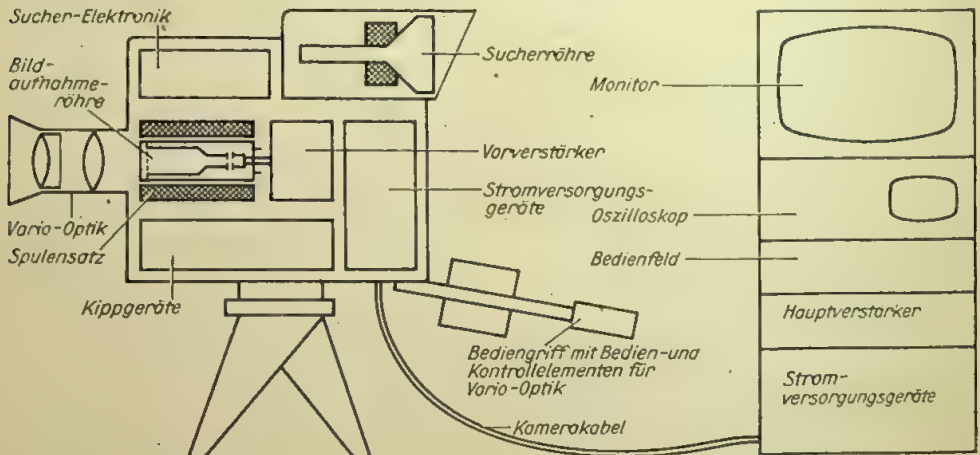 Sucher-Elektronik
Bild-
aufnahme-
röhre
Vario-Optik
Spulensatz
Kippgeräte
Sucherröhre
Vorverstärker
Stromversorgungs-
geräte
Bediengriff mit Bedien-und
Kontrollelementen für
Vario-Optik
Kamerakabel
Monitor
Oszilloskop
Bedienfeld
Hauptverstärker
Strom-
versorgungsgeräte